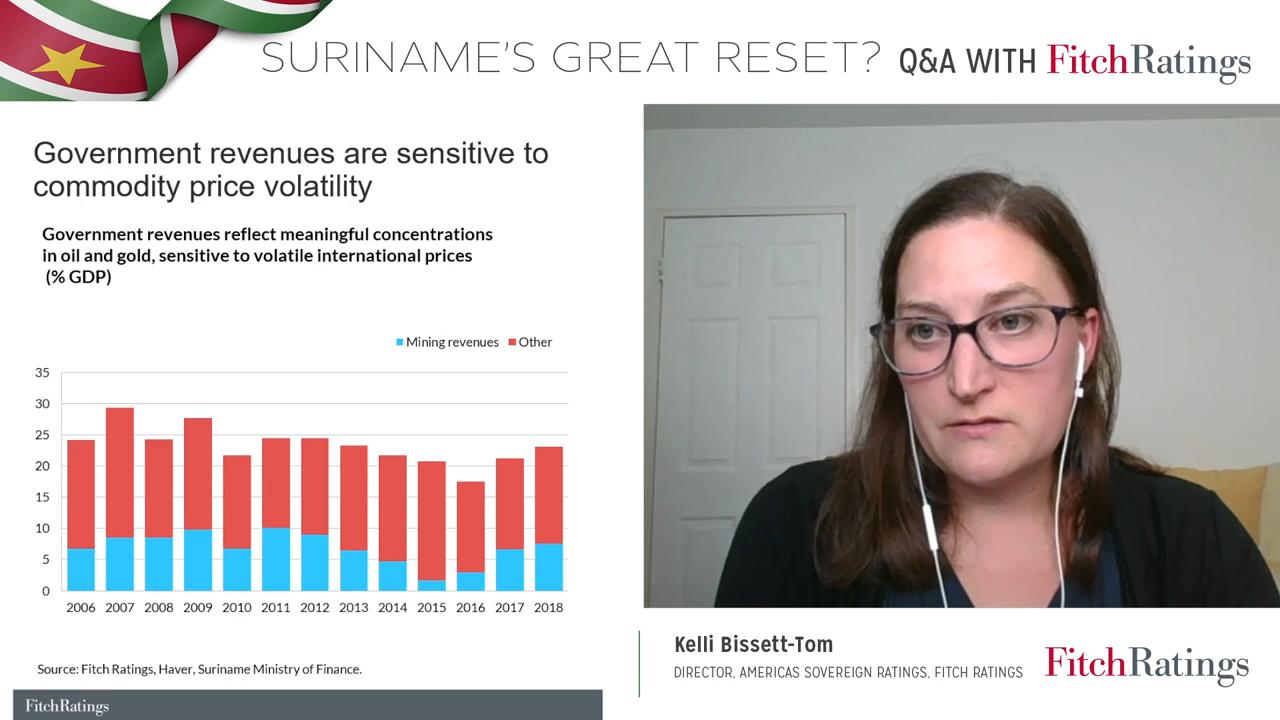 SURINAME'S GREAT RESET? Q&A WITH FitchRatings
Government revenues are sensitive to
commodity price volatility
Government revenues reflect meaningful concentrations
in oil and gold, sensitive to volatile international prices
(% GDP)
Mining revenues Other
35
30
25
20
15
10
5
0
2006 2007 2008 2009 2010 2011 2012 2013 2014 2015 2016 2017 2018
Source: Fitch Ratings, Haver, Suriname Ministry of Finance.
FitchRatings
Kelli Bissett-Tom
DIRECTOR, AMERICAS SOVEREIGN RATINGS, FITCH RATINGS
FitchRatings